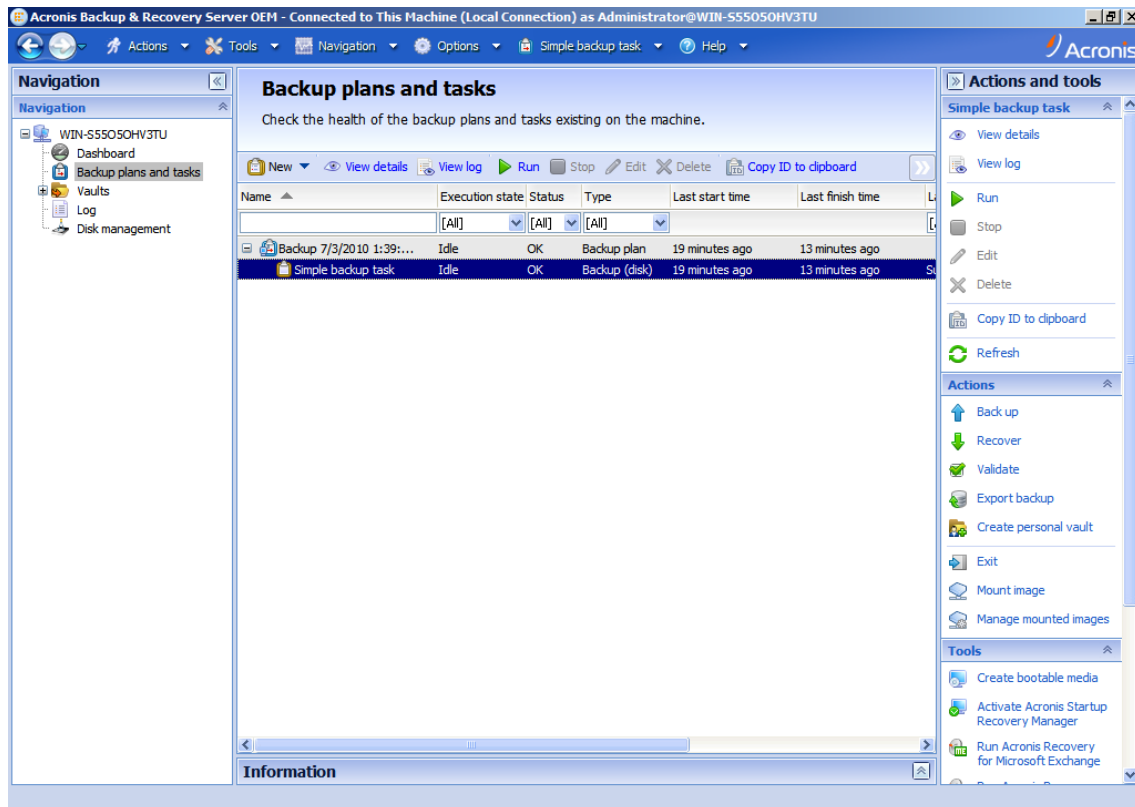 Acronis Backup & Recovery Server OEM - Connected to This Machine (Local Connection) as Administrator@WIN-S55O5OHV3TU
Actions Tools Navigation Options Simple backup task Help Acronis
Navigation
Navigation
WIN-S55O5OHV3TU
Dashboard
Backup plans and tasks
Vaults
Log
Disk management
Backup plans and tasks
Check the health of the backup plans and tasks existing on the machine.
New View details View log Run Stop Edit Delete Copy ID to clipboard
Name Execution state Status Type Last start time Last finish time
[All] [All] [All]
Backup 7/3/2010 1:39:... Idle OK Backup plan 19 minutes ago 13 minutes ago
Simple backup task Idle OK Backup (disk) 19 minutes ago 13 minutes ago
Information
Actions and tools
Simple backup task
View details
View log
Run
Stop
Edit
Delete
Copy ID to clipboard
Refresh
Actions
Back up
Recover
Validate
Export backup
Create personal vault
Exit
Mount image
Manage mounted images
Tools
Create bootable media
Activate Acronis Startup
Recovery Manager
Run Acronis Recovery
for Microsoft Exchange